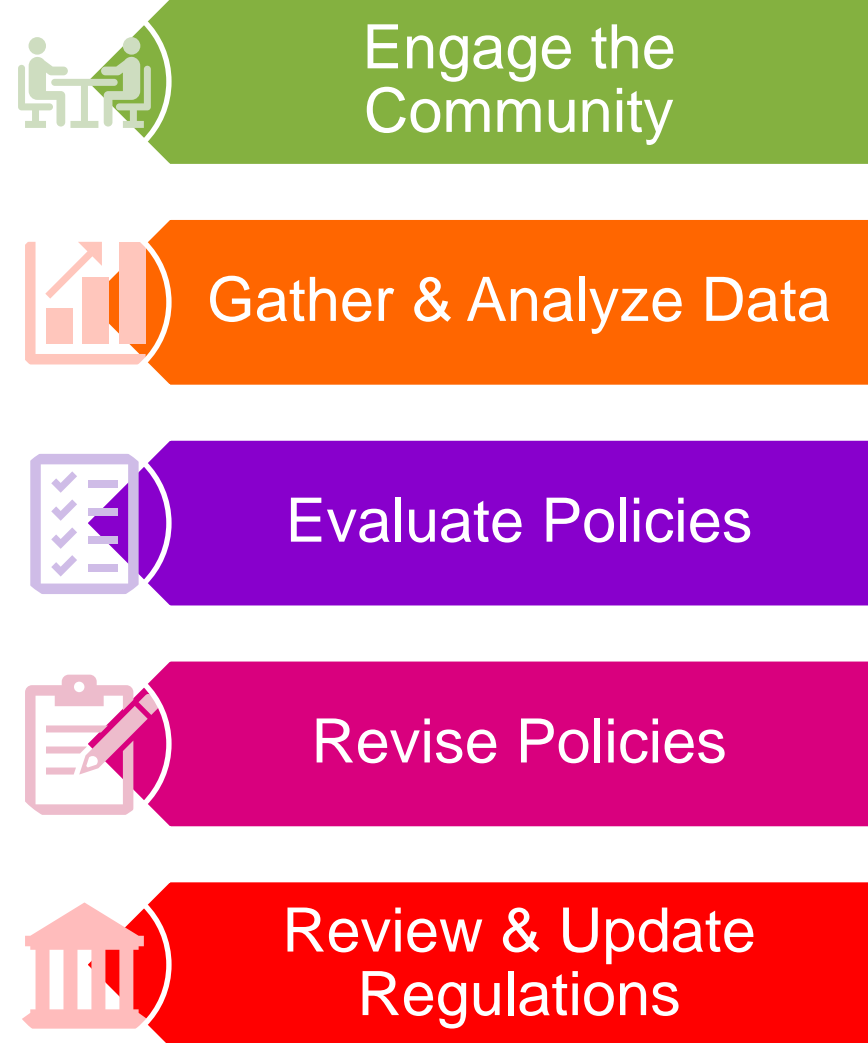 Engage the
Community
Gather & Analyze Data
Evaluate Policies
Revise Policies
Review & Update
Regulations